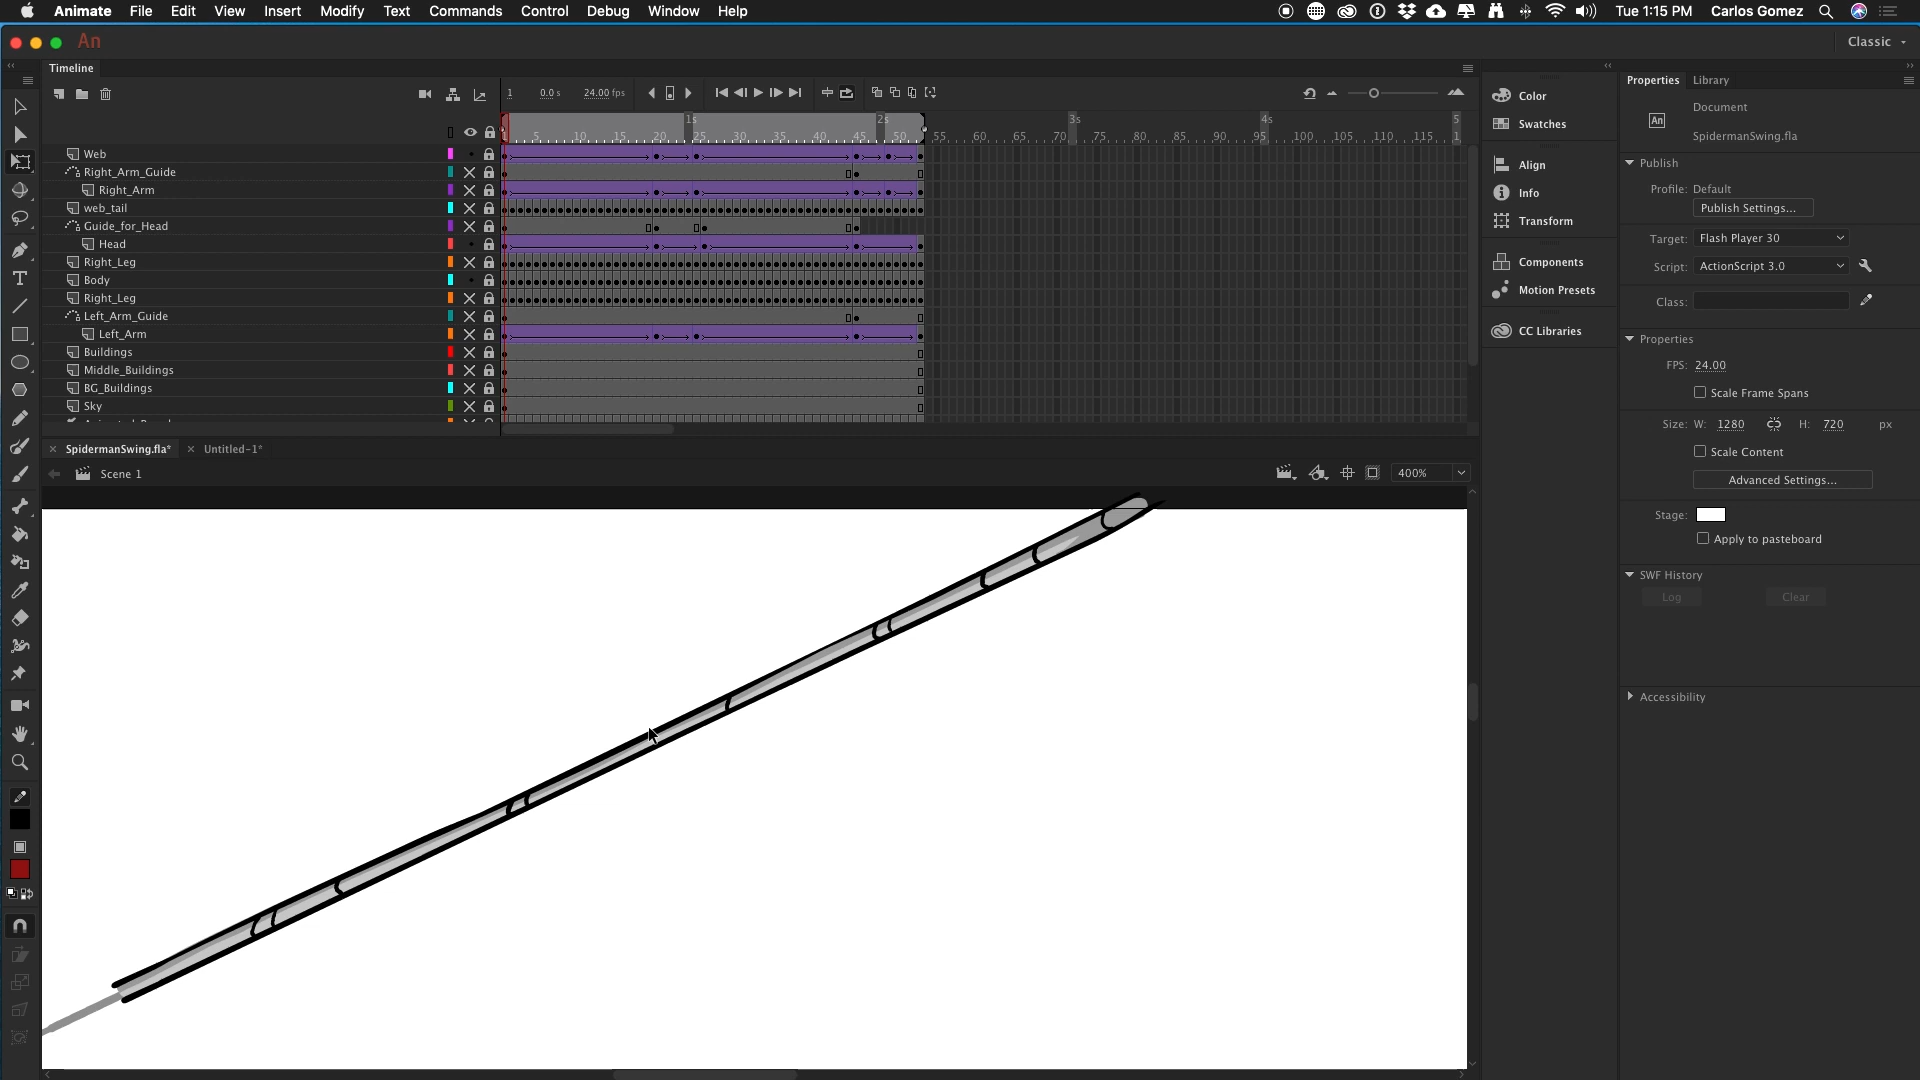 Animate File Edit View Insert Modify Text Commands Control Debug Window Help Tue 1:15 PM Carlos Gomez
An Classic
Timeline
1 0.0 s 24.00 fps
1s 2s 3s 4s 5
1 5 10 15 20 25 30 35 40 45 50 55 60 65 70 75 80 85 90 95 100 105 110 115 1
Web
Right_Arm_Guide
Right_Arm
web_tail
Guide_for_Head
Head
Right_Leg
Body
Right_Leg
Left_Arm_Guide
Left_Arm
Buildings
Middle_Buildings
BG_Buildings
Sky
SpidermanSwing.fla* Untitled-1*
Scene 1 400%
Color
Swatches
Align
Info
Transform
Components
Motion Presets
CC Libraries
Properties Library
Document
An SpidermanSwing.fla
Publish
Profile: Default
Publish Settings...
Target: Flash Player 30
Script: ActionScript 3.0
Class:
Properties
FPS: 24.00
Scale Frame Spans
Size: W: 1280 H: 720 px
Scale Content
Advanced Settings...
Stage:
Apply to pasteboard
SWF History
Log Clear
Accessibility